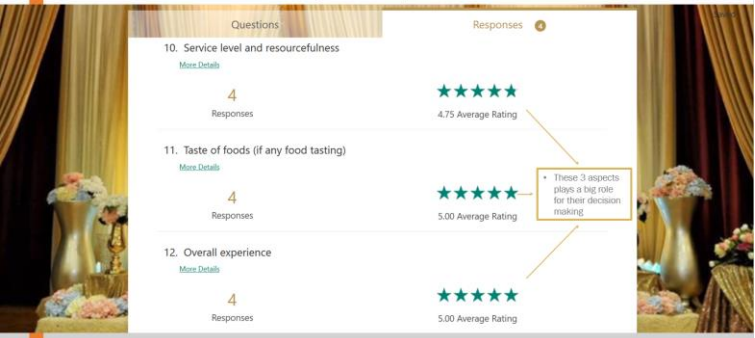 Questions
Responses 4
10. Service level and resourcefulness
More Details
4
Responses
4.75 Average Rating
11. Taste of foods (if any food tasting)
More Details
4
Responses
5.00 Average Rating
• These 3 aspects
plays a big role
for their decision
making
12. Overall experience
More Details
4
Responses
5.00 Average Rating